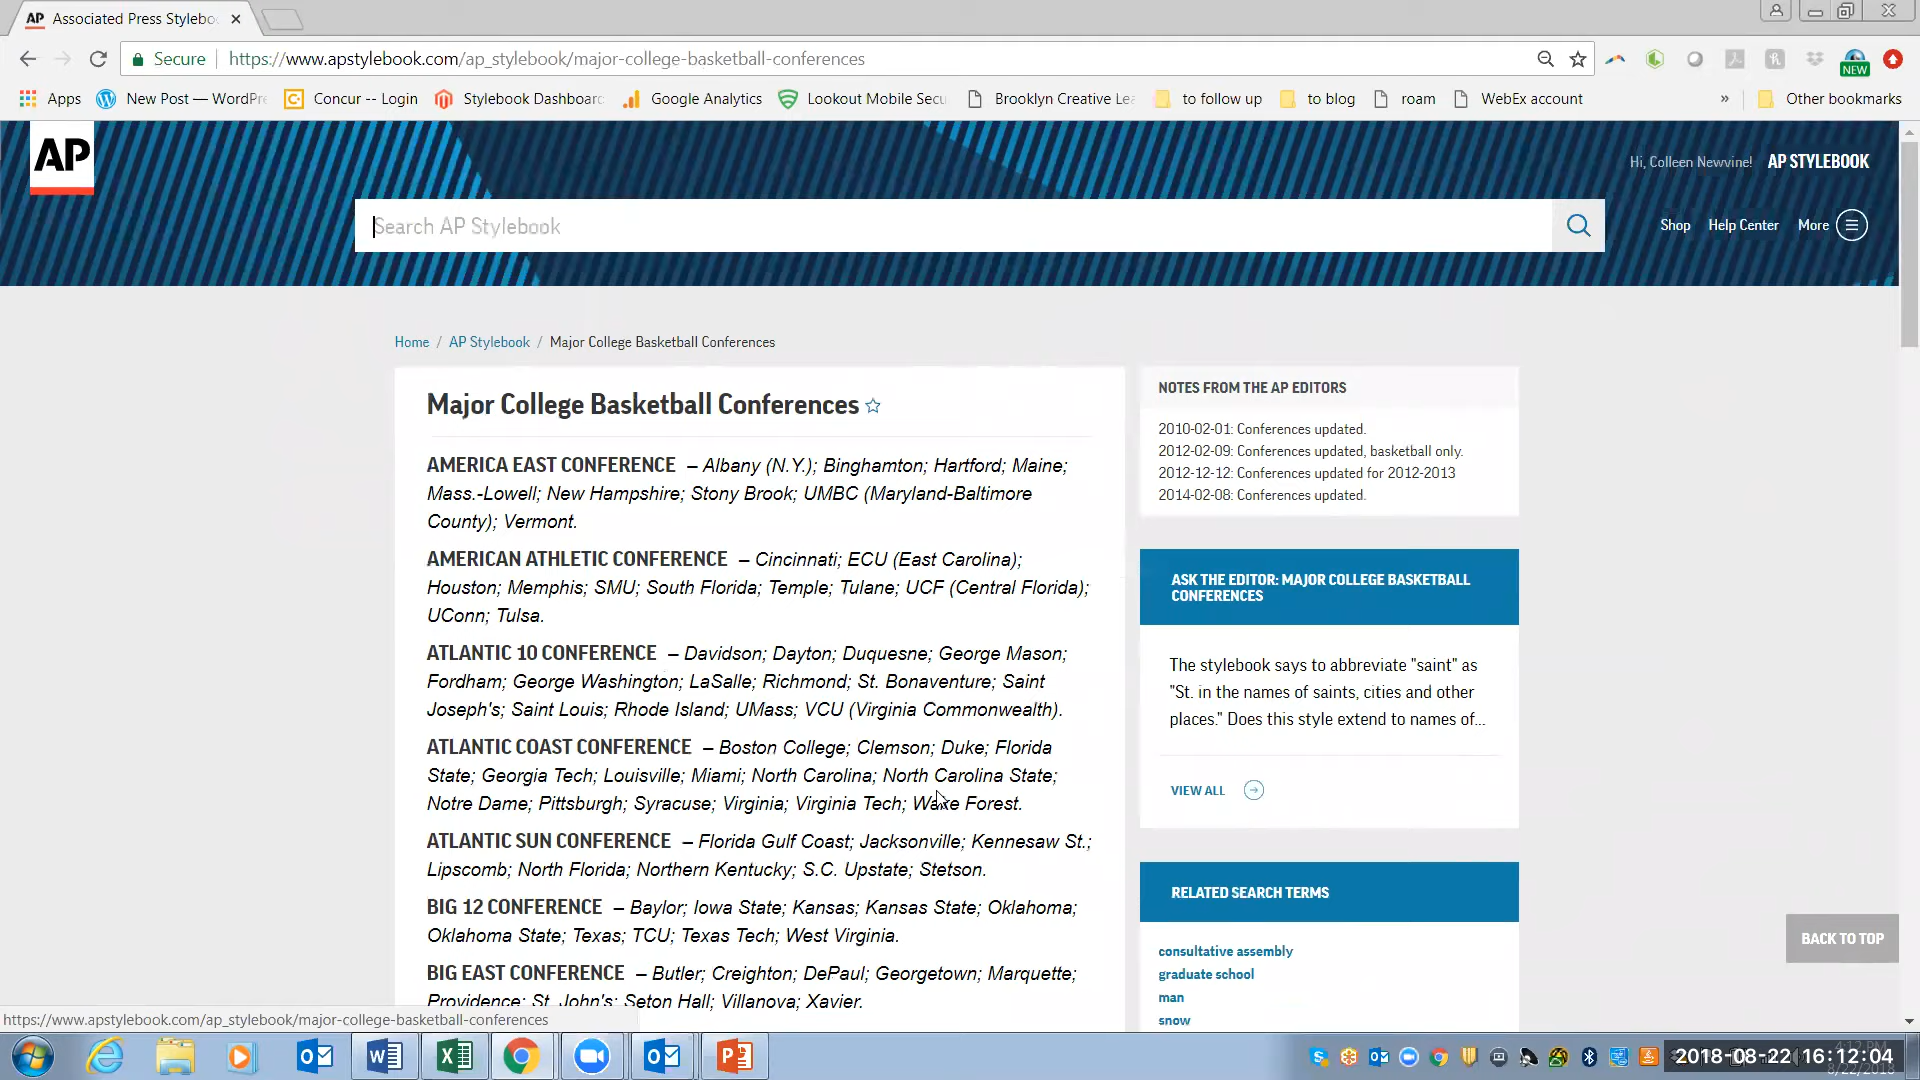 AP Associated Press Stylebo
Secure https://www.apstylebook.com/ap_stylebook/major-college-basketball-conferences
NEW
Apps New Post — WordPre Concur -- Login Stylebook Dashboard Google Analytics Lookout Mobile Secu Brooklyn Creative Le to follow up to blog roam WebEx account » Other bookmarks
AP
Hi, Colleen Newvine! AP STYLEBOOK
Search AP Stylebook
Shop Help Center More
Home / AP Stylebook / Major College Basketball Conferences
Major College Basketball Conferences
AMERICA EAST CONFERENCE – Albany (N.Y.); Binghamton; Hartford; Maine;
Mass.-Lowell; New Hampshire; Stony Brook; UMBC (Maryland-Baltimore
County); Vermont.
AMERICAN ATHLETIC CONFERENCE – Cincinnati; ECU (East Carolina);
Houston; Memphis; SMU; South Florida; Temple; Tulane; UCF (Central Florida);
UConn; Tulsa.
ATLANTIC 10 CONFERENCE – Davidson; Dayton; Duquesne; George Mason;
Fordham; George Washington; LaSalle; Richmond; St. Bonaventure; Saint
Joseph's; Saint Louis; Rhode Island; UMass; VCU (Virginia Commonwealth).
ATLANTIC COAST CONFERENCE – Boston College; Clemson; Duke; Florida
State; Georgia Tech; Louisville; Miami; North Carolina; North Carolina State;
Notre Dame; Pittsburgh; Syracuse; Virginia; Virginia Tech; Wake Forest.
ATLANTIC SUN CONFERENCE – Florida Gulf Coast; Jacksonville; Kennesaw St.;
Lipscomb; North Florida; Northern Kentucky; S.C. Upstate; Stetson.
BIG 12 CONFERENCE – Baylor; Iowa State; Kansas; Kansas State; Oklahoma;
Oklahoma State; Texas; TCU; Texas Tech; West Virginia.
BIG EAST CONFERENCE – Butler; Creighton; DePaul; Georgetown; Marquette;
Providence; St. John's; Seton Hall; Villanova; Xavier.
NOTES FROM THE AP EDITORS
2010-02-01: Conferences updated.
2012-02-09: Conferences updated, basketball only.
2012-12-12: Conferences updated for 2012-2013
2014-02-08: Conferences updated.
ASK THE EDITOR: MAJOR COLLEGE BASKETBALL
CONFERENCES
The stylebook says to abbreviate "saint" as
"St. in the names of saints, cities and other
places." Does this style extend to names of...
VIEW ALL
RELATED SEARCH TERMS
consultative assembly
graduate school
man
snow
BACK TO TOP
https://www.apstylebook.com/ap_stylebook/major-college-basketball-conferences
2018-08-22 16:12:04